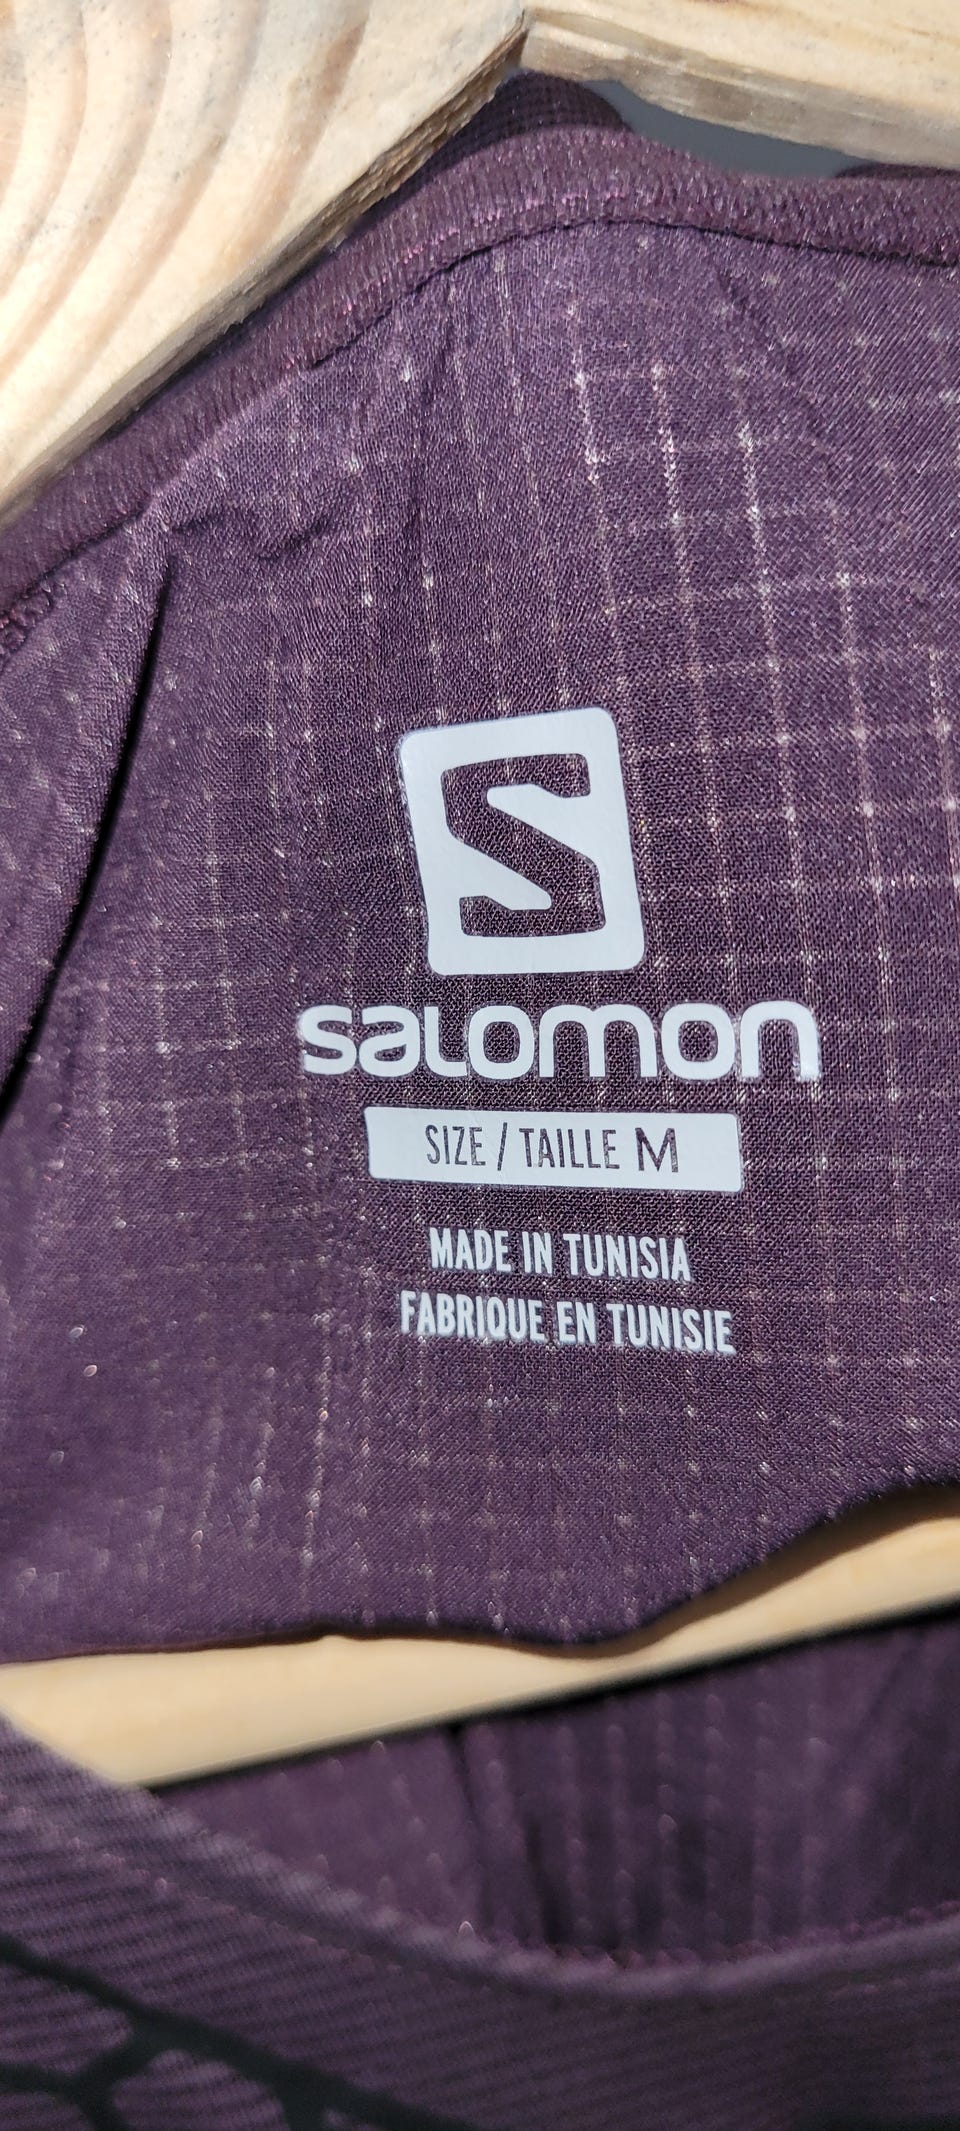 S
salomon
SIZE / TAILLE M
MADE IN TUNISIA
FABRIQUE EN TUNISIE